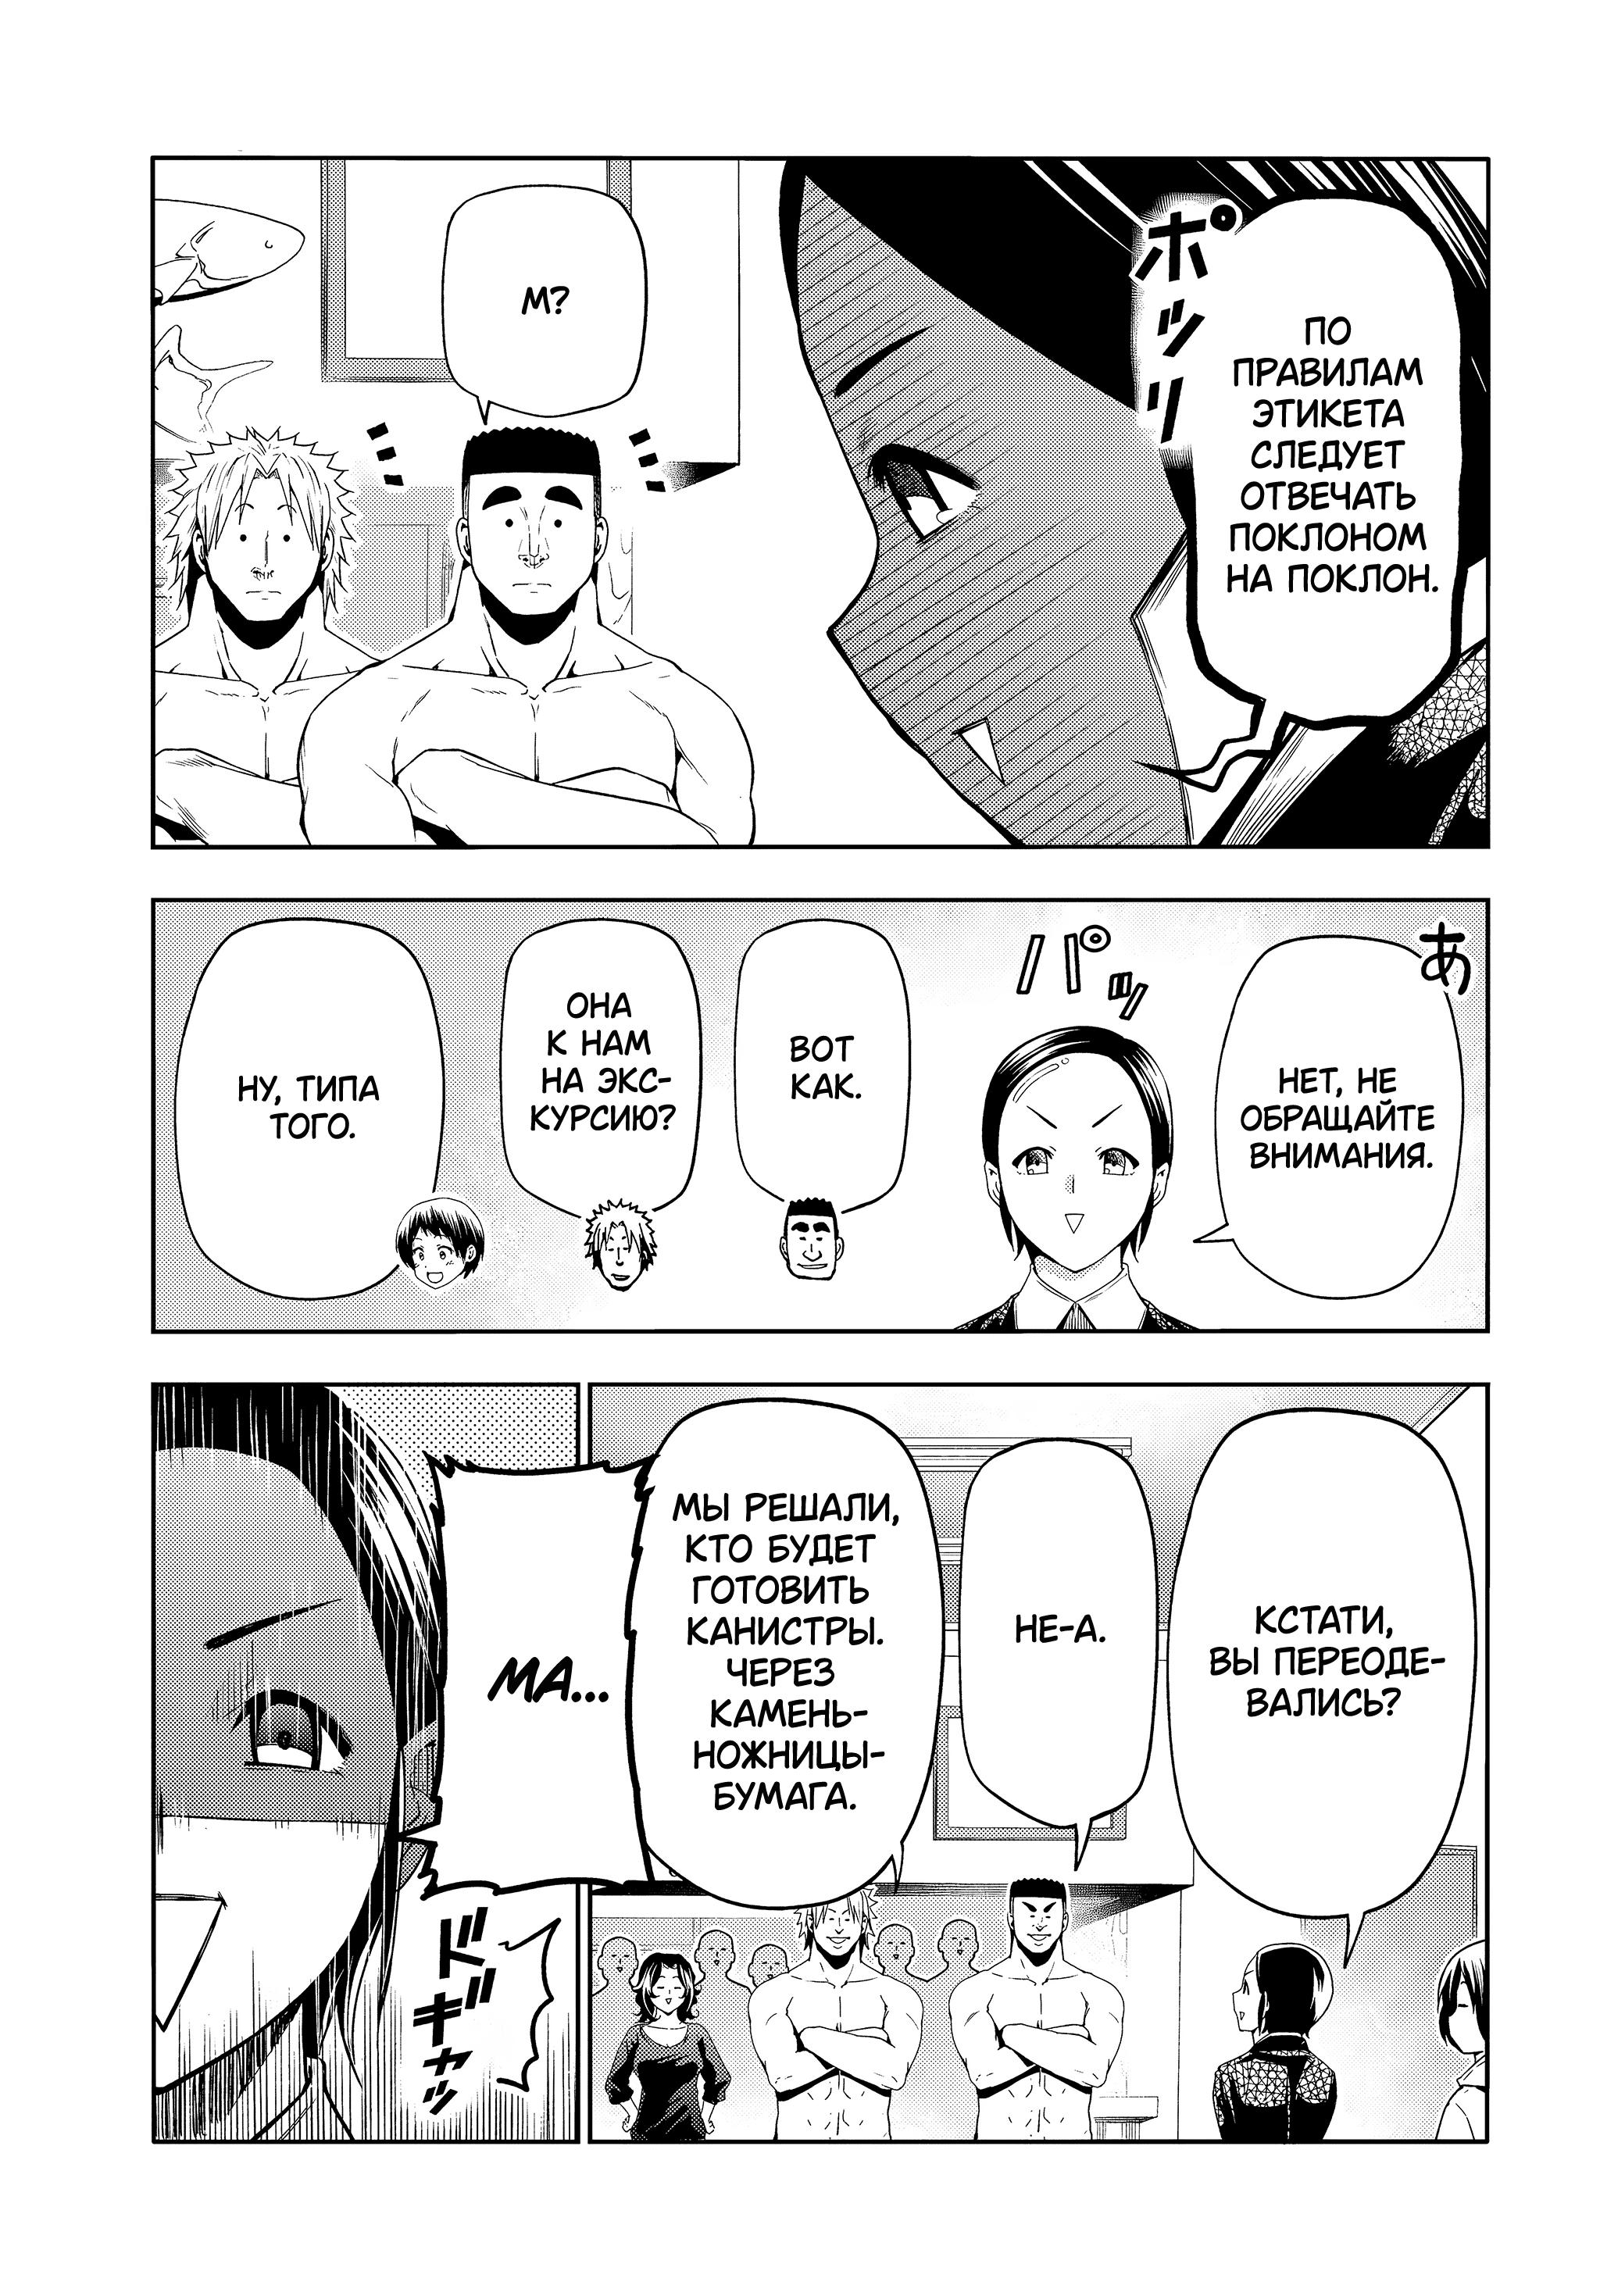 ПО
ПРАВИЛАМ
ЭТИКЕТА
СЛЕДУЕТ
ОТВЕЧАТЬ
ПОКЛОНОМ
НА ПОКЛОН.
ポツリ
М?
あ
НЕТ, НЕ
ОБРАЩАЙТЕ
ВНИМАНИЯ.
パッ
ВОТ
КАК.
ОНА
К НАМ
НА ЭКС-
КУРСИЮ?
НУ, ТИПА
ТОГО.
КСТАТИ,
ВЫ ПЕРЕОДЕ-
ВАЛИСЬ?
НЕ-А.
МЫ РЕШАЛИ,
КТО БУДЕТ
ГОТОВИТЬ
КАНИСТРЫ.
ЧЕРЕЗ
КАМЕНЬ-
НОЖНИЦЫ-
БУМАГА.
МА...
ドギャッ